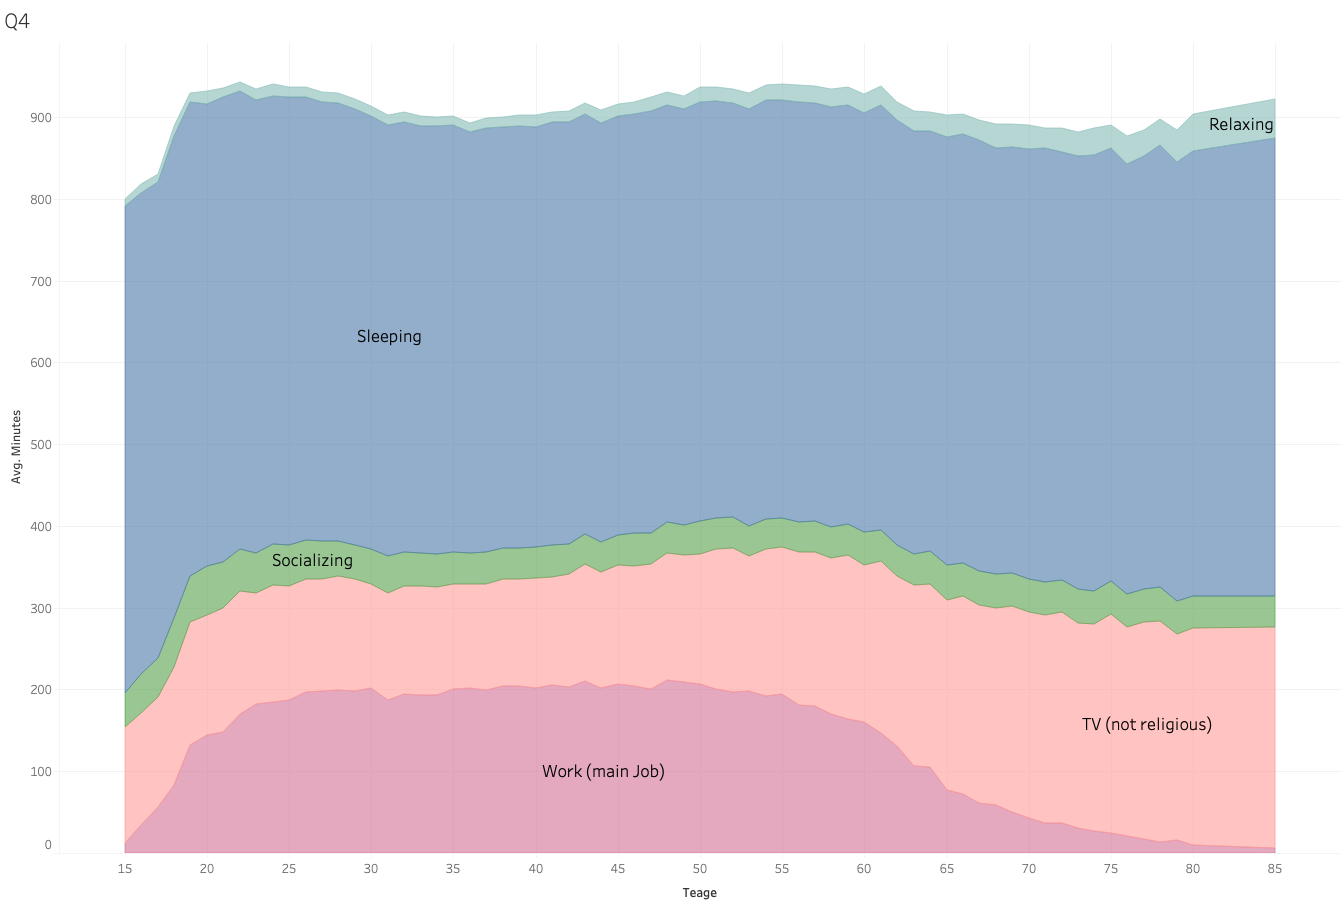 Q4
Avg. Minutes
900
800
700
600
500
400
300
200
100
0
Relaxing
Sleeping
Socializing
TV (not religious)
Work (main Job)
15 20 25 30 35 40 45 50 55 60 65 70 75 80 85
Teage